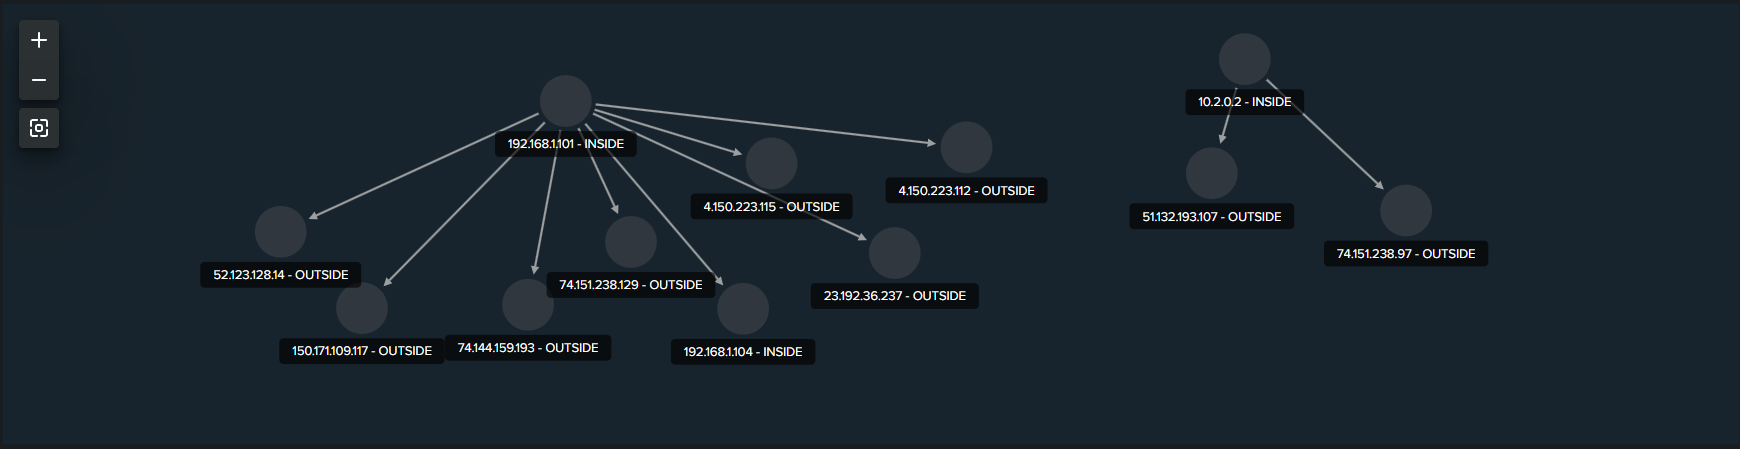 10.2.0.2 - INSIDE
192.168.1.101 - INSIDE
4.150.223.112 - OUTSIDE
4.150.223.115 - OUTSIDE
51.132.193.107 - OUTSIDE
74.151.238.97 - OUTSIDE
52.123.128.14 - OUTSIDE
74.151.238.129 - OUTSIDE
23.192.36.237 - OUTSIDE
150.171.109.117 - OUTSIDE
74.144.159.193 - OUTSIDE
192.168.1.104 - INSIDE